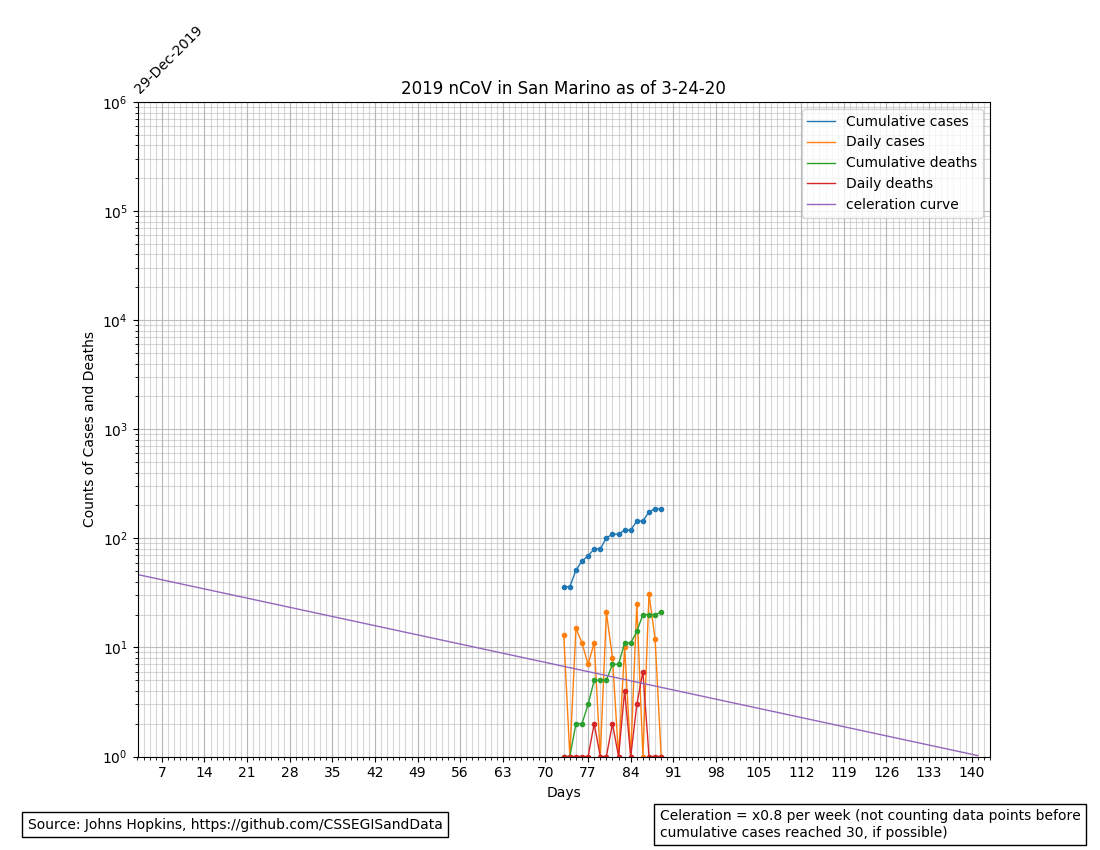 29-Dec-2019
2019 nCoV in San Marino as of 3-24-20
10^6
10^5
10^4
10^3
10^2
10^1
10^0
Counts of Cases and Deaths
Cumulative cases
Daily cases
Cumulative deaths
Daily deaths
celeration curve
7 14 21 28 35 42 49 56 63 70 77 84 91 98 105 112 119 126 133 140
Days
Source: Johns Hopkins, https://github.com/CSSEGISandData
Celeration = x0.8 per week (not counting data points before
cumulative cases reached 30, if possible)